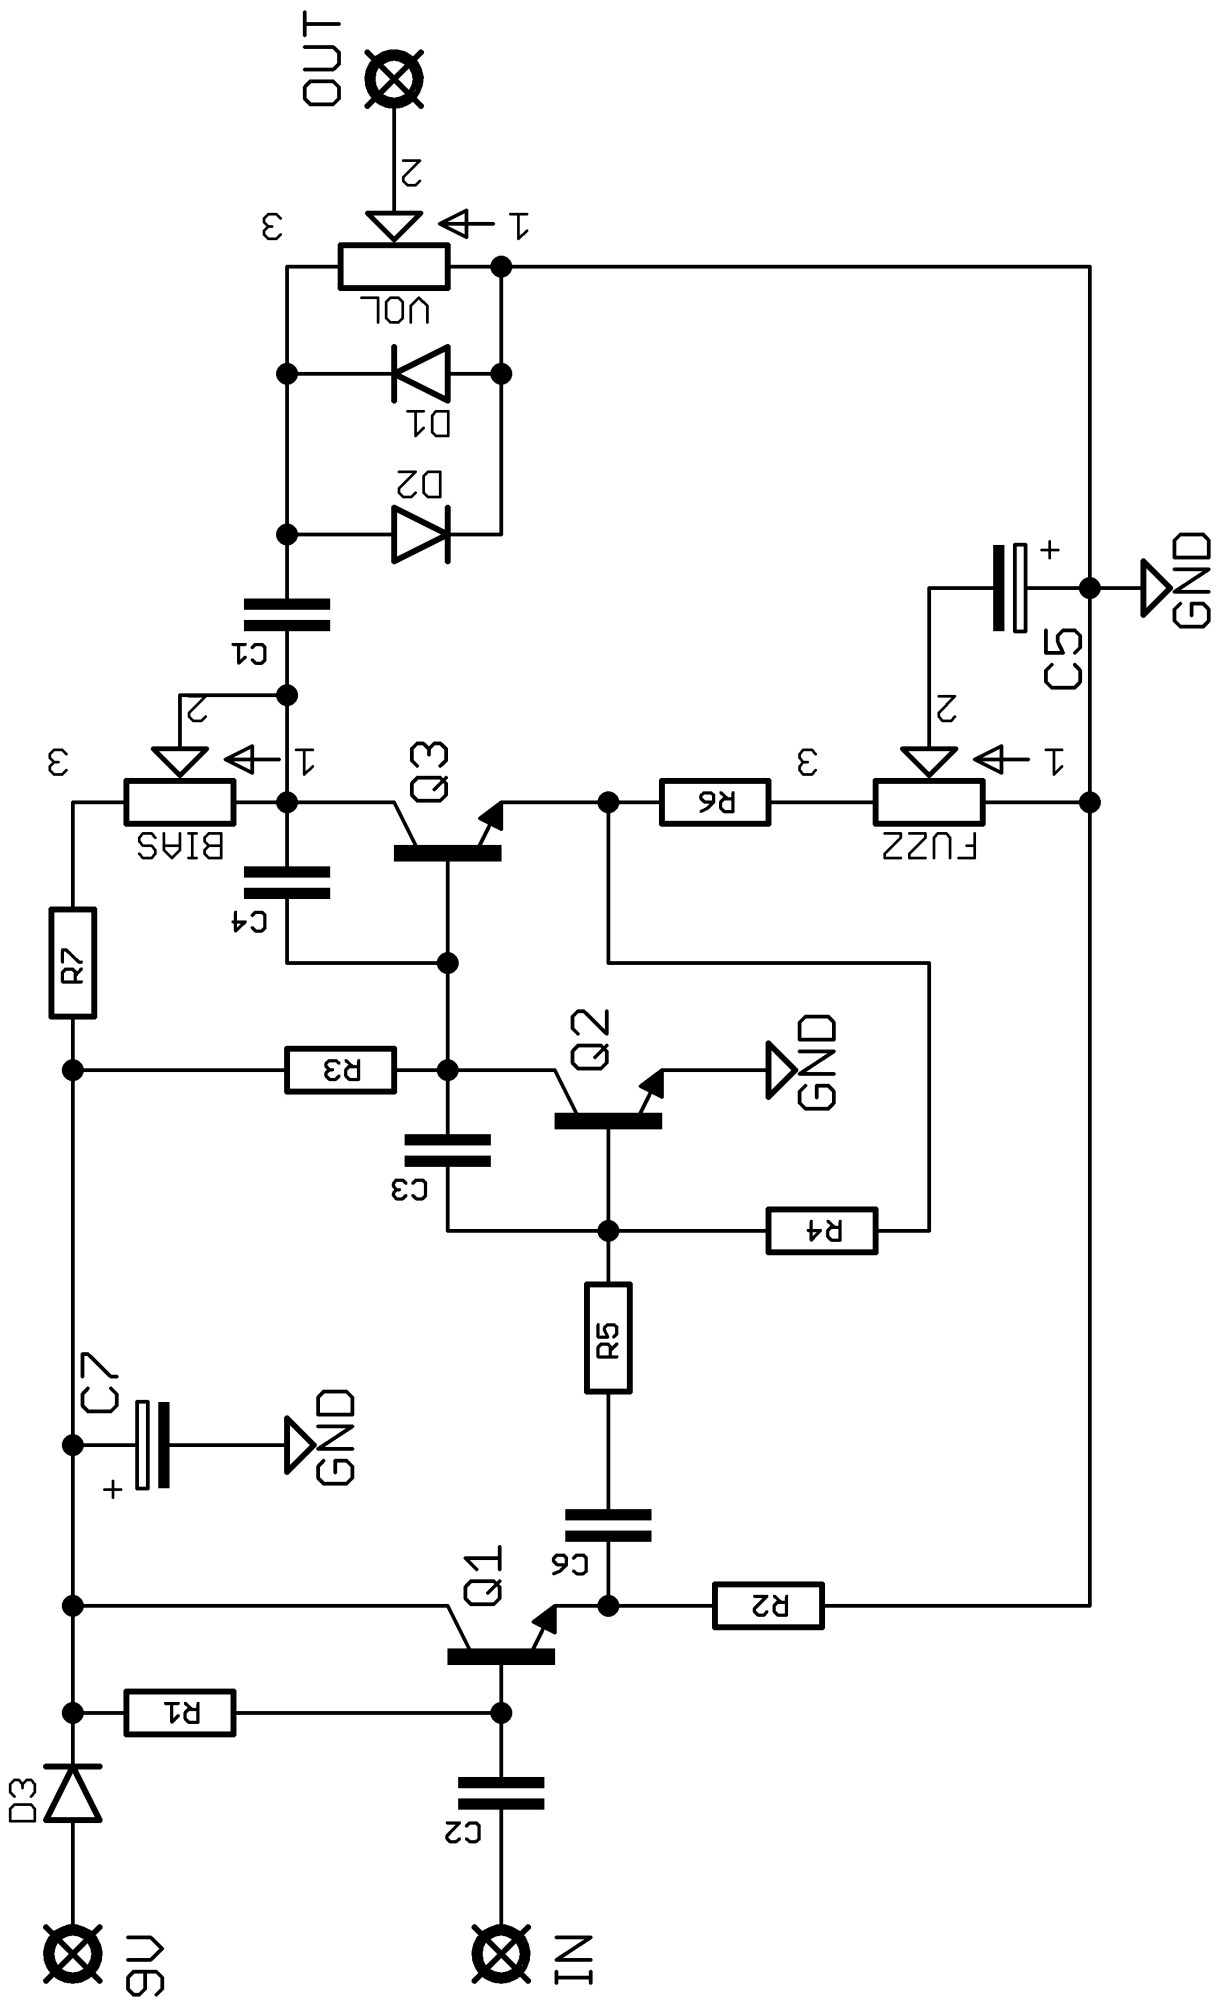 OUT
2
3
1
VOL
D1
D2
C1
2
3
1
BIAS
Q3
C4
R7
R3
Q2
GND
C3
R6
3
2
1
FUZZ
+
C5
GND
R4
R5
C7
+
GND
C6
Q1
R2
R1
D3
C2
9V
IN